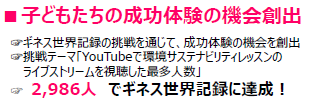 ■ 子どもたちの成功体験の機会創出
☞ギネス世界記録の挑戦を通じて、成功体験の機会を創出
☞挑戦テーマ「YouTubeで環境サステナビリティレッスンの
ライブストリームを視聴した最多人数」
☞ 2,986人 でギネス世界記録に達成！